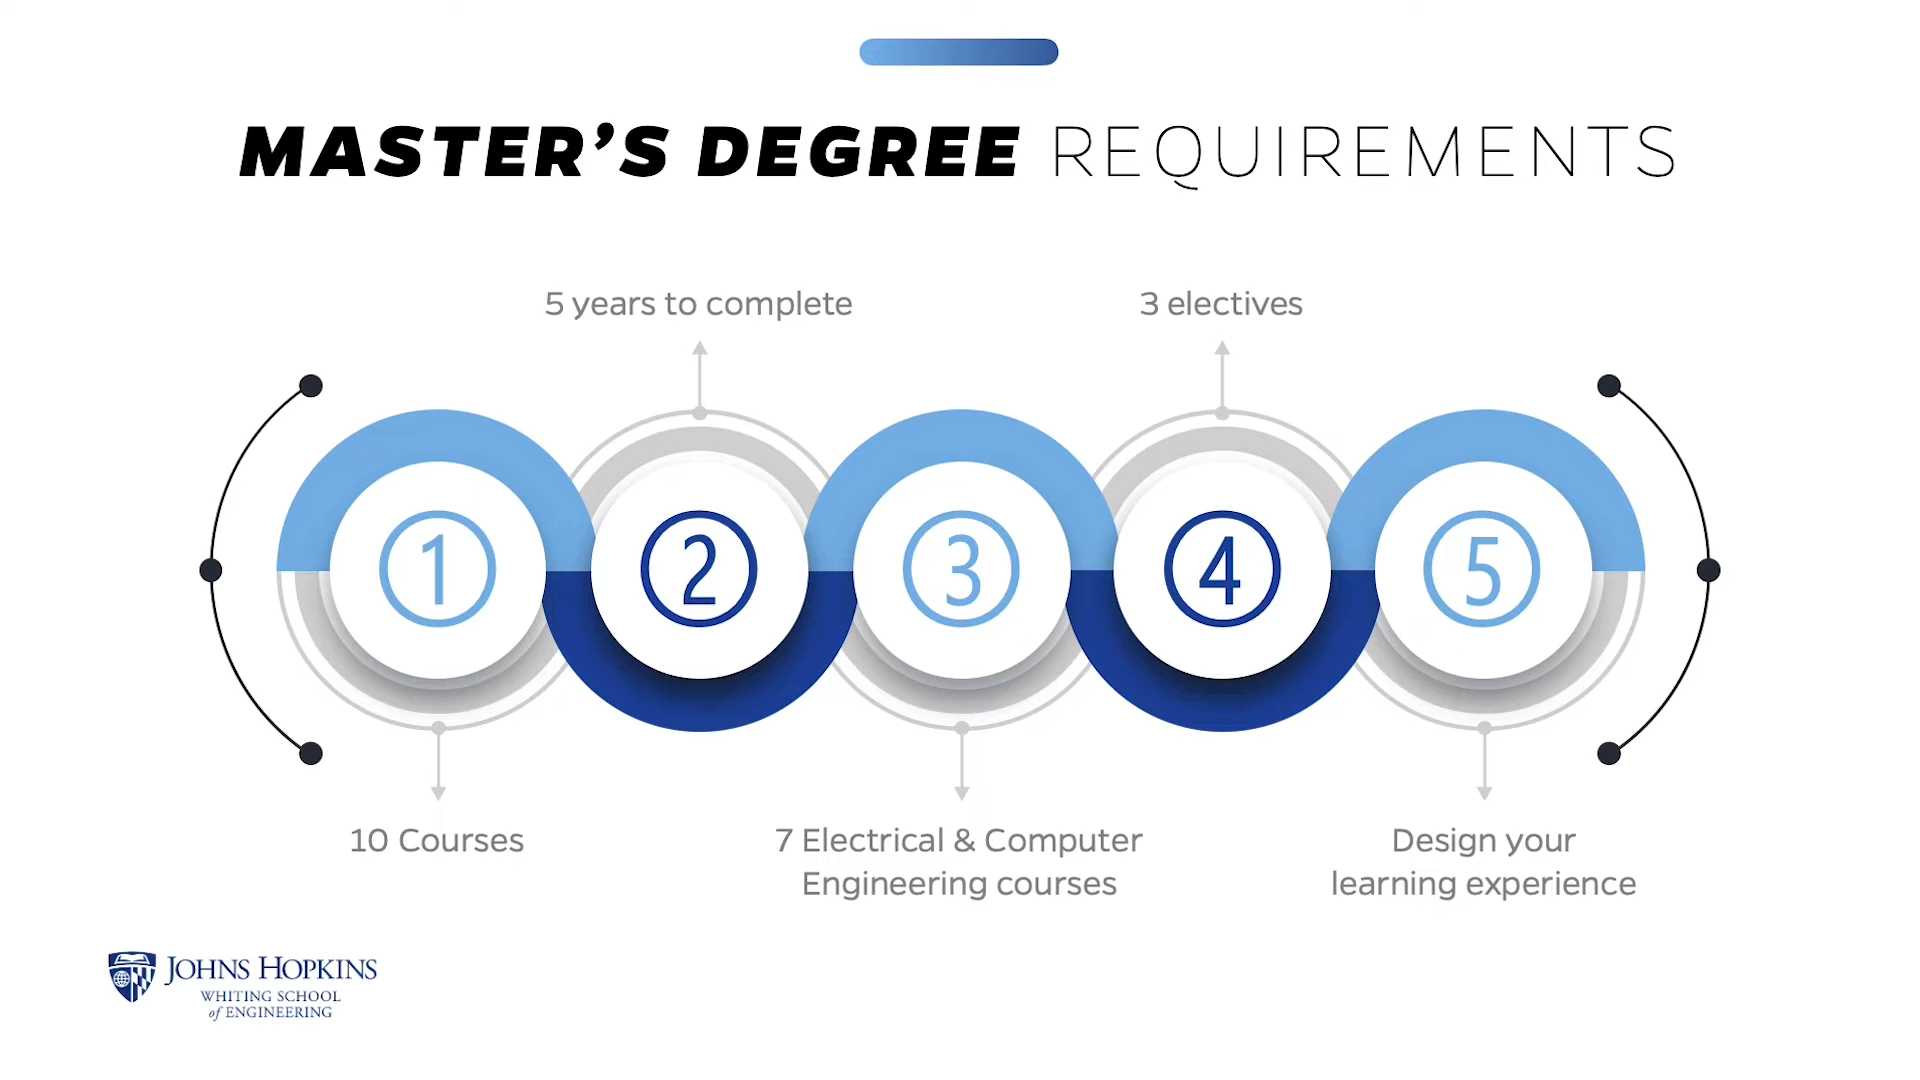 MASTER'S DEGREE REQUIREMENTS
5 years to complete
3 electives
1
2
3
4
5
10 Courses
7 Electrical & Computer
Engineering courses
Design your
learning experience
JOHNS HOPKINS
WHITING SCHOOL
of ENGINEERING